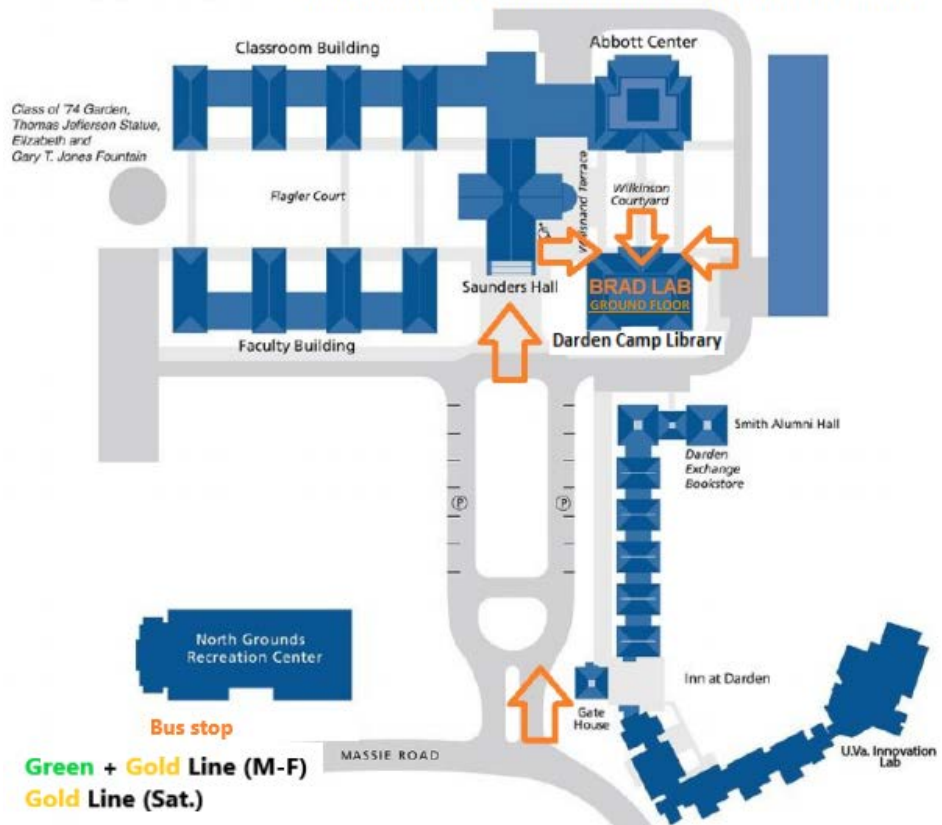 Classroom Building
Abbott Center
Class of '74 Garden,
Thomas Jefferson Statue,
Elizabeth and
Gary T. Jones Fountain
Flagler Court
Wilkinson
Courtyard
Terrace
Saunders Hall
BRAD LAB
GROUND FLOOR
Darden Camp Library
Faculty Building
Smith Alumni Hall
Darden
Exchange
Bookstore
P
P
North Grounds
Recreation Center
Inn at Darden
Gate
House
Bus stop
MASSIE ROAD
U.Va. Innovation
Lab
Green + Gold Line (M-F)
Gold Line (Sat.)